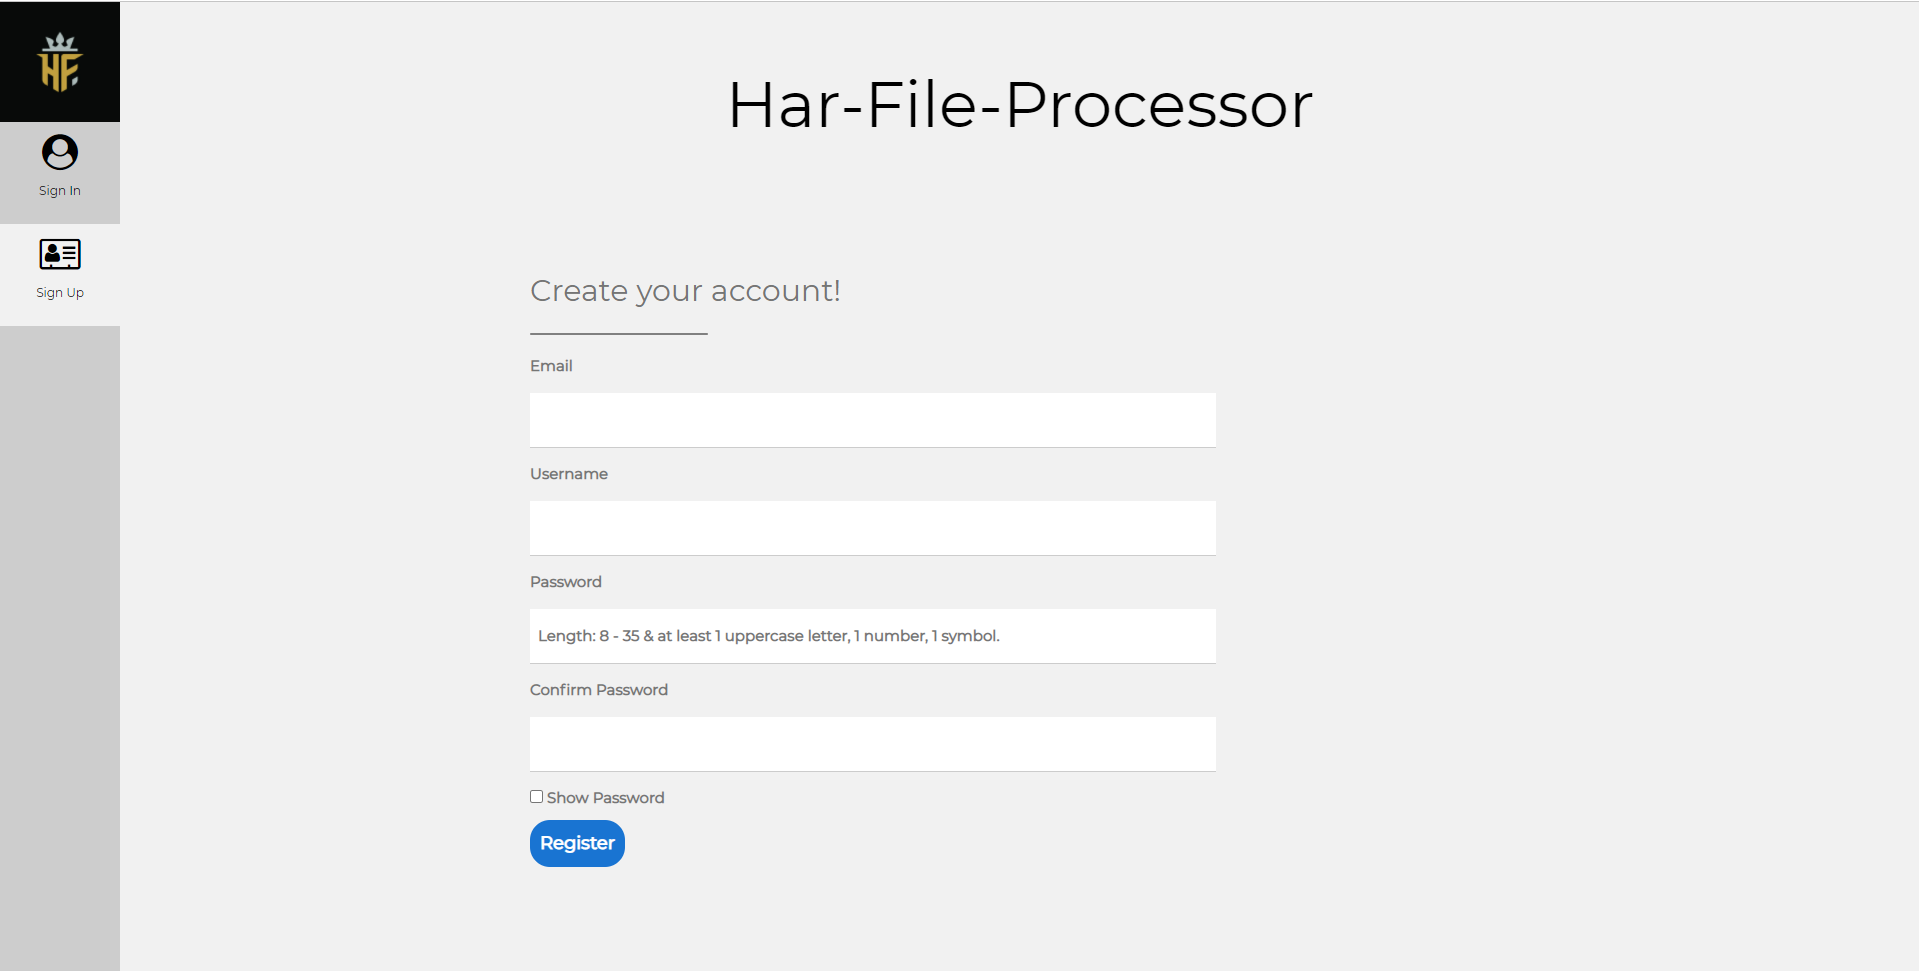 HF
Har-File-Processor
Sign In
Sign Up
Create your account!
Email
Username
Password
Length: 8 - 35 & at least 1 uppercase letter, 1 number, 1 symbol.
Confirm Password
Show Password
Register